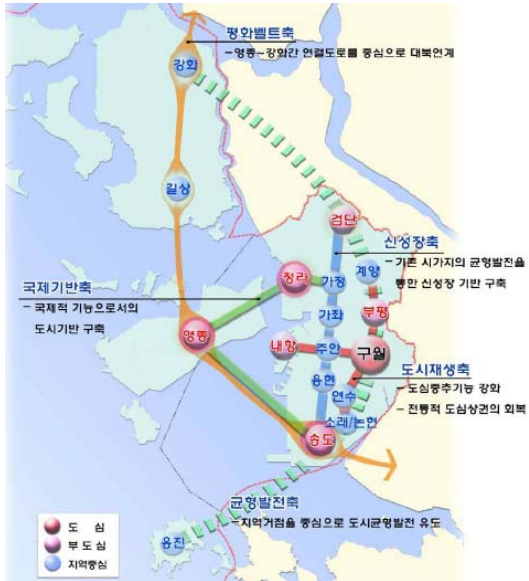 평화벨트축
– 영종~강화간 연결도로를 중심으로 대북연계
강화
길상
검단
신성장축
– 기존 시가지의 균형발전을
통한 신성장 기반 구축
계양
청라
가정
국제기반축
– 국제적 기능으로서의
도시기반 구축
부평
가좌
영종
내항
주안
구월
도시재생축
– 도심중추기능 강화
– 전통적 도심상권의 회복
용현
연수
소래/논현
송도
균형발전축
– 지역거점을 중심으로 도시균형발전 유도
옹진
도 심
부도심
지역중심